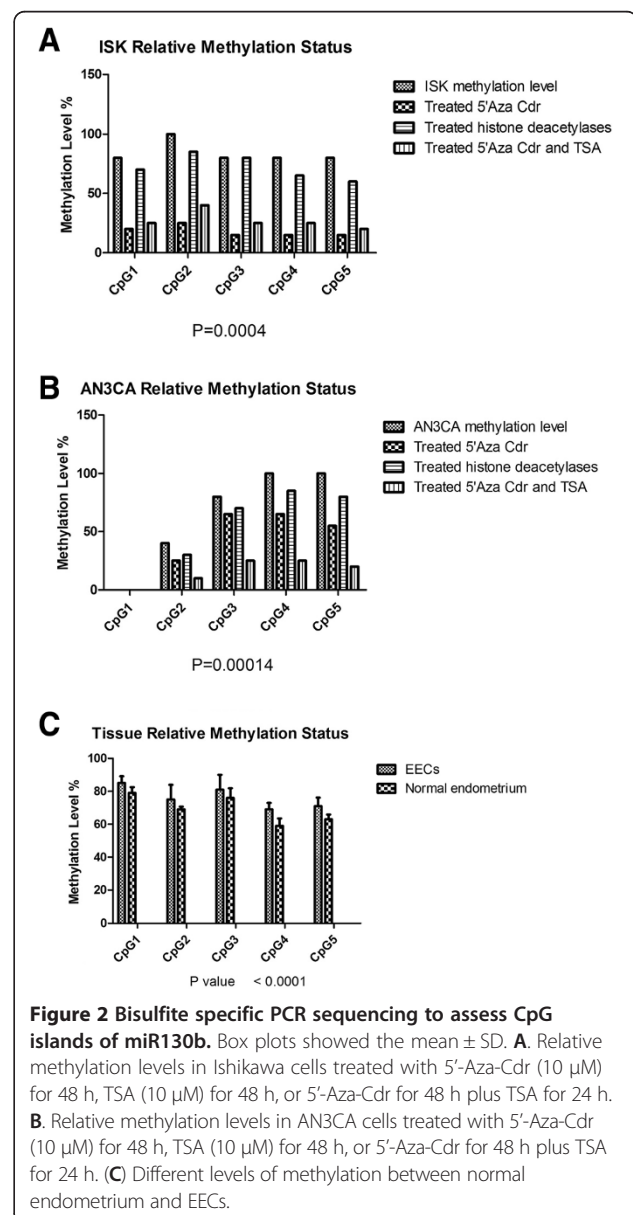 A
ISK Relative Methylation Status
Methylation Level %
150
100
50
0
CpG1
CpG2
CpG3
CpG4
CpG5
ISK methylation level
Treated 5'Aza Cdr
Treated histone deacetylases
Treated 5'Aza Cdr and TSA
P=0.0004
B
AN3CA Relative Methylation Status
Methylation Level %
150
100
50
0
CpG1
CpG2
CpG3
CpG4
CpG5
AN3CA methylation level
Treated 5'Aza Cdr
Treated histone deacetylases
Treated 5'Aza Cdr and TSA
P=0.00014
C
Tissue Relative Methylation Status
Methylation Level %
100
80
60
40
20
0
CpG1
CpG2
CpG3
CpG4
CpG5
EECs
Normal endometrium
P value < 0.0001
Figure 2 Bisulfite specific PCR sequencing to assess CpG
islands of miR130b. Box plots showed the mean ± SD. A. Relative
methylation levels in Ishikawa cells treated with 5′-Aza-Cdr (10 μM)
for 48 h, TSA (10 μM) for 48 h, or 5′-Aza-Cdr for 48 h plus TSA for 24 h.
B. Relative methylation levels in AN3CA cells treated with 5′-Aza-Cdr
(10 μM) for 48 h, TSA (10 μM) for 48 h, or 5′-Aza-Cdr for 48 h plus TSA
for 24 h. (C) Different levels of methylation between normal
endometrium and EECs.